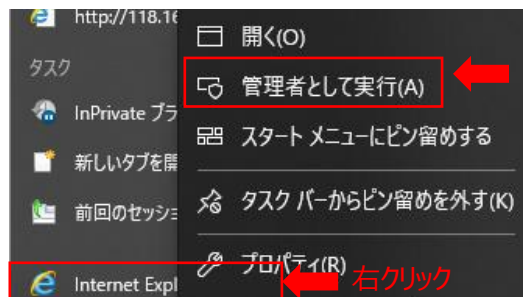 http://118.16
タスク
InPrivate ブラ
新しいタブを開
前回のセッショ
Internet Expl
開く(O)
管理者として実行(A)
スタート メニューにピン留めする
タスク バーからピン留めを外す(K)
プロパティ(R)
右クリック